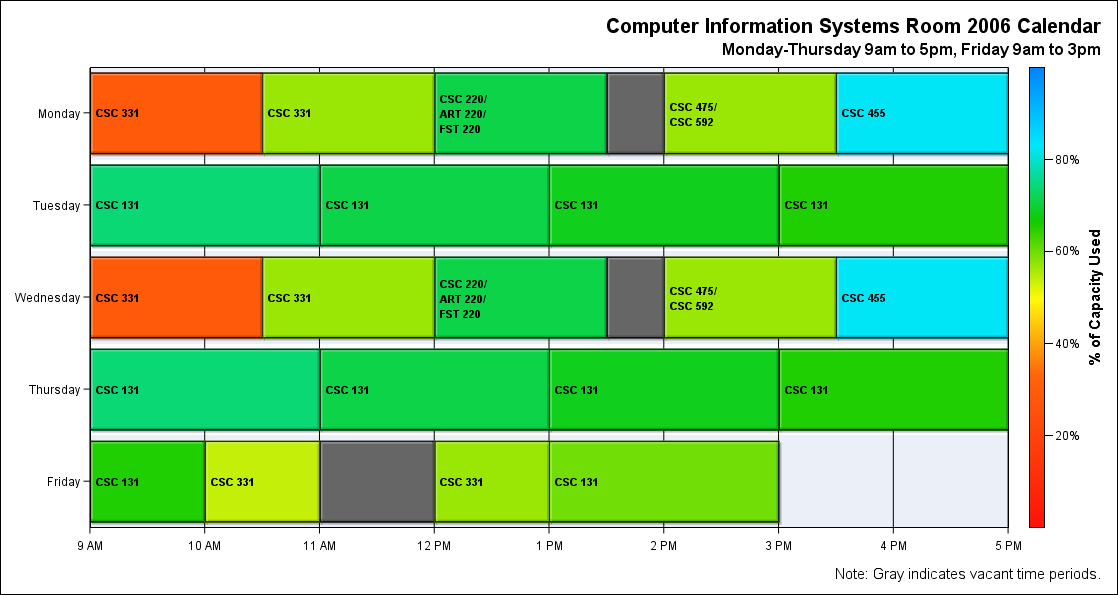 Computer Information Systems Room 2006 Calendar
Monday-Thursday 9am to 5pm, Friday 9am to 3pm
Monday
CSC 331
CSC 331
CSC 220/
ART 220/
FST 220
CSC 475/
CSC 592
CSC 455
Tuesday
CSC 131
CSC 131
CSC 131
CSC 131
Wednesday
CSC 331
CSC 331
CSC 220/
ART 220/
FST 220
CSC 475/
CSC 592
CSC 455
Thursday
CSC 131
CSC 131
CSC 131
CSC 131
Friday
CSC 131
CSC 331
CSC 331
CSC 131
9 AM
10 AM
11 AM
12 PM
1 PM
2 PM
3 PM
4 PM
5 PM
80%
60%
40%
20%
% of Capacity Used
Note: Gray indicates vacant time periods.